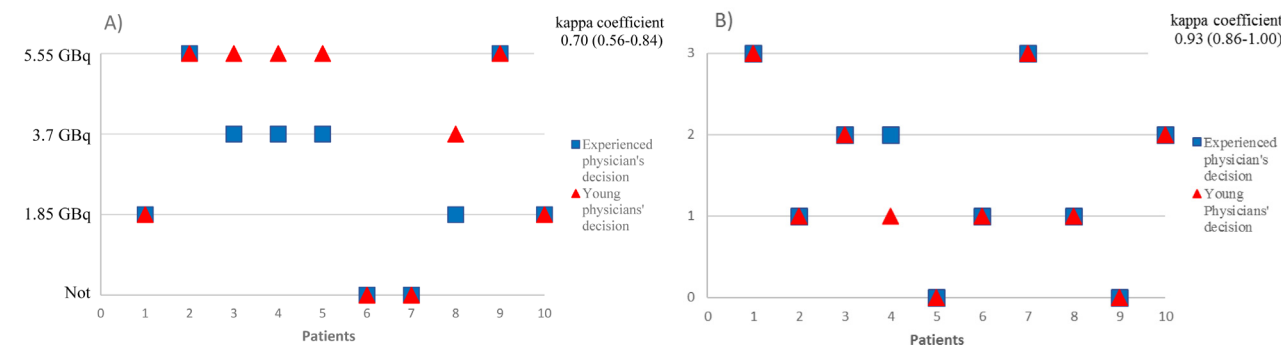 A)
kappa coefficient
0.70 (0.56-0.84)
5.55 GBq
3.7 GBq
1.85 GBq
Not
0 1 2 3 4 5 6 7 8 9 10
Patients
Experienced
physician's
decision
Young
physicians'
decision
B)
kappa coefficient
0.93 (0.86-1.00)
3
2
1
0
0 1 2 3 4 5 6 7 8 9 10
Patients
Experienced
physician's
decision
Young
Physicians'
decision